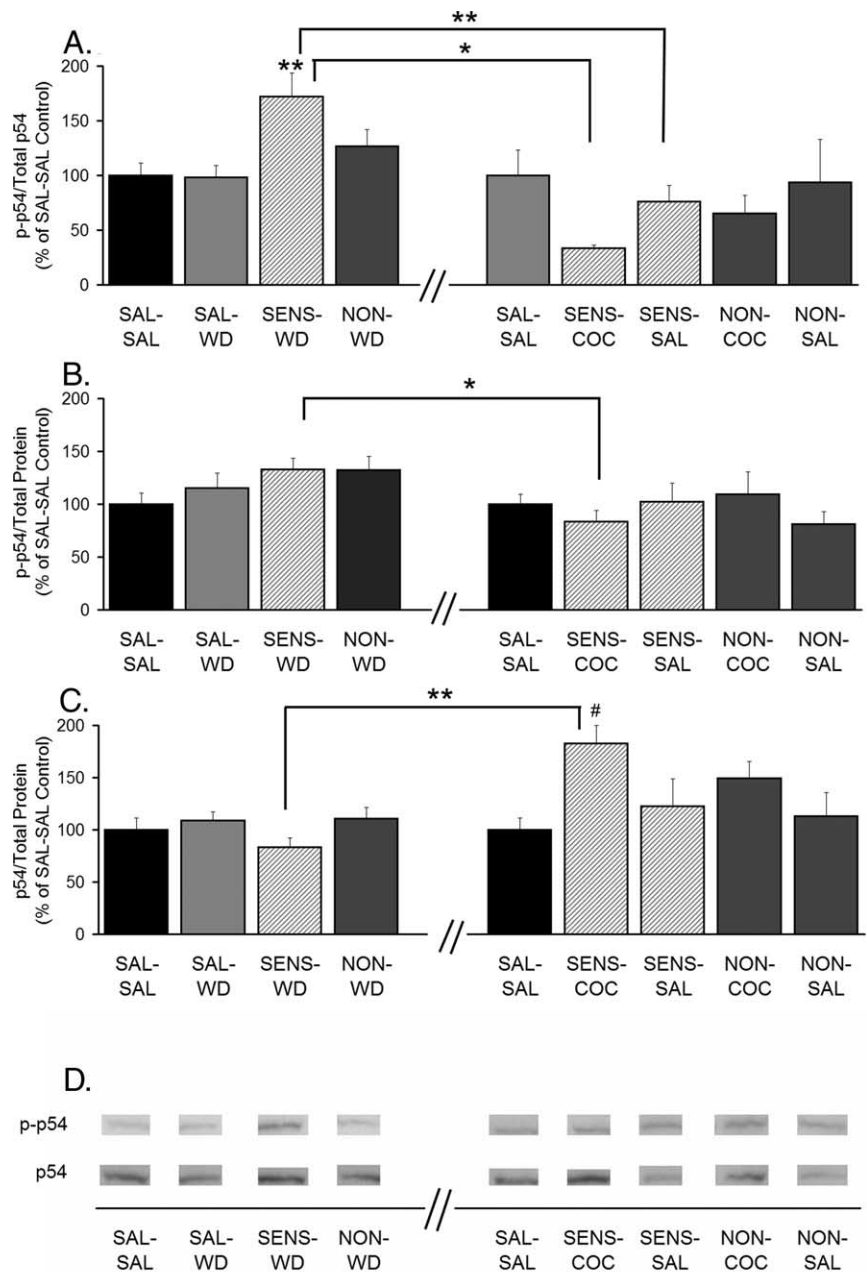 **
A.
*
p-p54/Total p54
(% of SAL-SAL Control)
200
150
100
50
0
**
SAL- SAL- SENS- NON- // SAL- SENS- SENS- NON- NON-
SAL WD WD WD SAL COC SAL COC SAL
B.
*
p-p54/Total Protein
(% of SAL-SAL Control)
200
150
100
50
0
SAL- SAL- SENS- NON- // SAL- SENS- SENS- NON- NON-
SAL WD WD WD SAL COC SAL COC SAL
C.
**
#
p54/Total Protein
(% of SAL-SAL Control)
200
150
100
50
0
SAL- SAL- SENS- NON- // SAL- SENS- SENS- NON- NON-
SAL WD WD WD SAL COC SAL COC SAL
D.
p-p54
p54
SAL- SAL- SENS- NON- // SAL- SENS- SENS- NON- NON-
SAL WD WD WD SAL COC SAL COC SAL